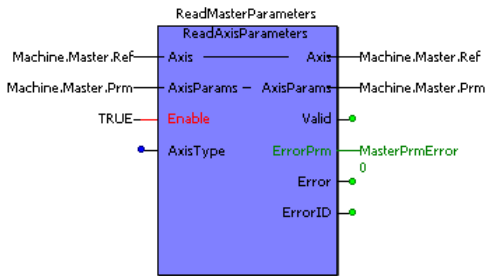 ReadMasterParameters
ReadAxisParameters
Machine.Master.Ref Axis Axis Machine.Master.Ref
Machine.Master.Prm AxisParams AxisParams Machine.Master.Prm
TRUE Enable Valid
AxisType ErrorPrm MasterPrmError
0
Error
ErrorID